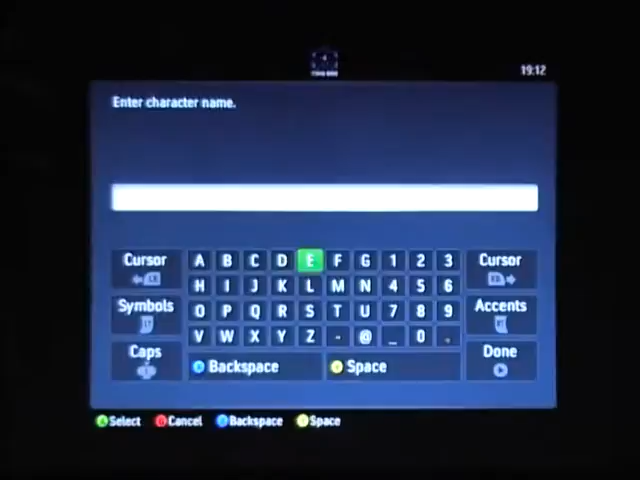 19:12
Enter character name.
Cursor A B C D E F G 1 2 3 Cursor
H I J K L M N 4 5 6
Symbols O P Q R S T U 7 8 9 Accents
V W X Y Z - @ _ 0 .
Caps X Backspace Y Space Done
A Select B Cancel X Backspace Y Space